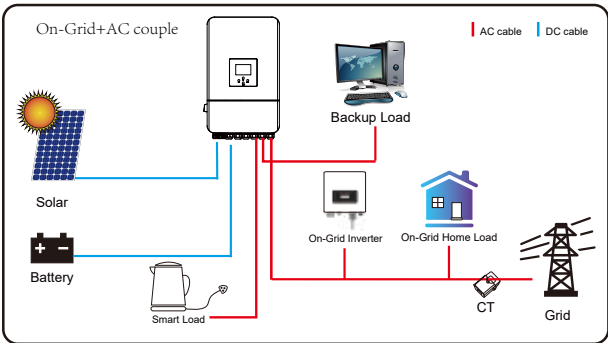 On-Grid+AC couple
AC cable
DC cable
Backup Load
Solar
On-Grid Inverter
On-Grid Home Load
Battery
CT
Grid
Smart Load